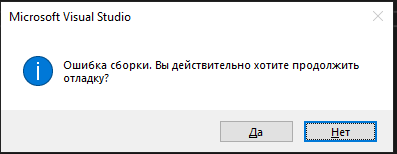 Microsoft Visual Studio
Ошибка сборки. Вы действительно хотите продолжить
отладку?
Да
Нет